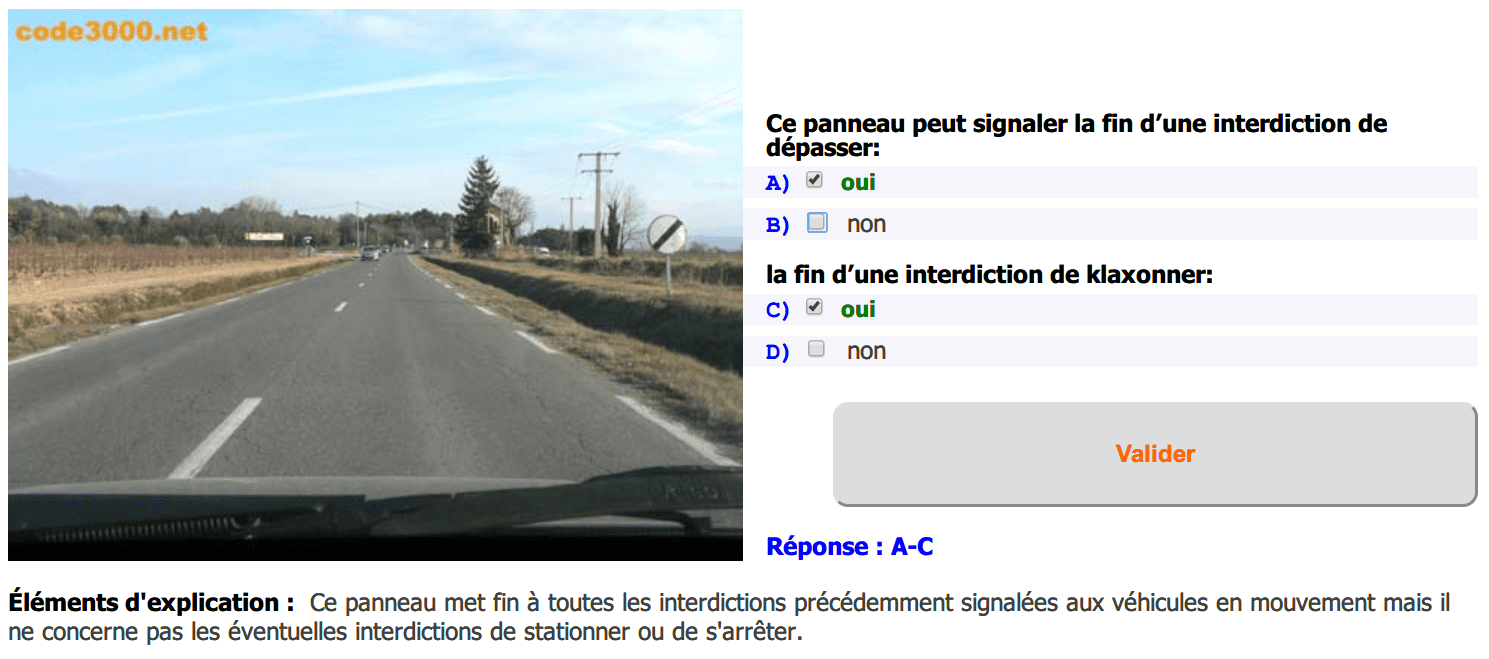 code3000.net
Ce panneau peut signaler la fin d’une interdiction de
dépasser:
A) oui
B) non
la fin d’une interdiction de klaxonner:
C) oui
D) non
Valider
Réponse : A-C
Éléments d'explication : Ce panneau met fin à toutes les interdictions précédemment signalées aux véhicules en mouvement mais il
ne concerne pas les éventuelles interdictions de stationner ou de s'arrêter.